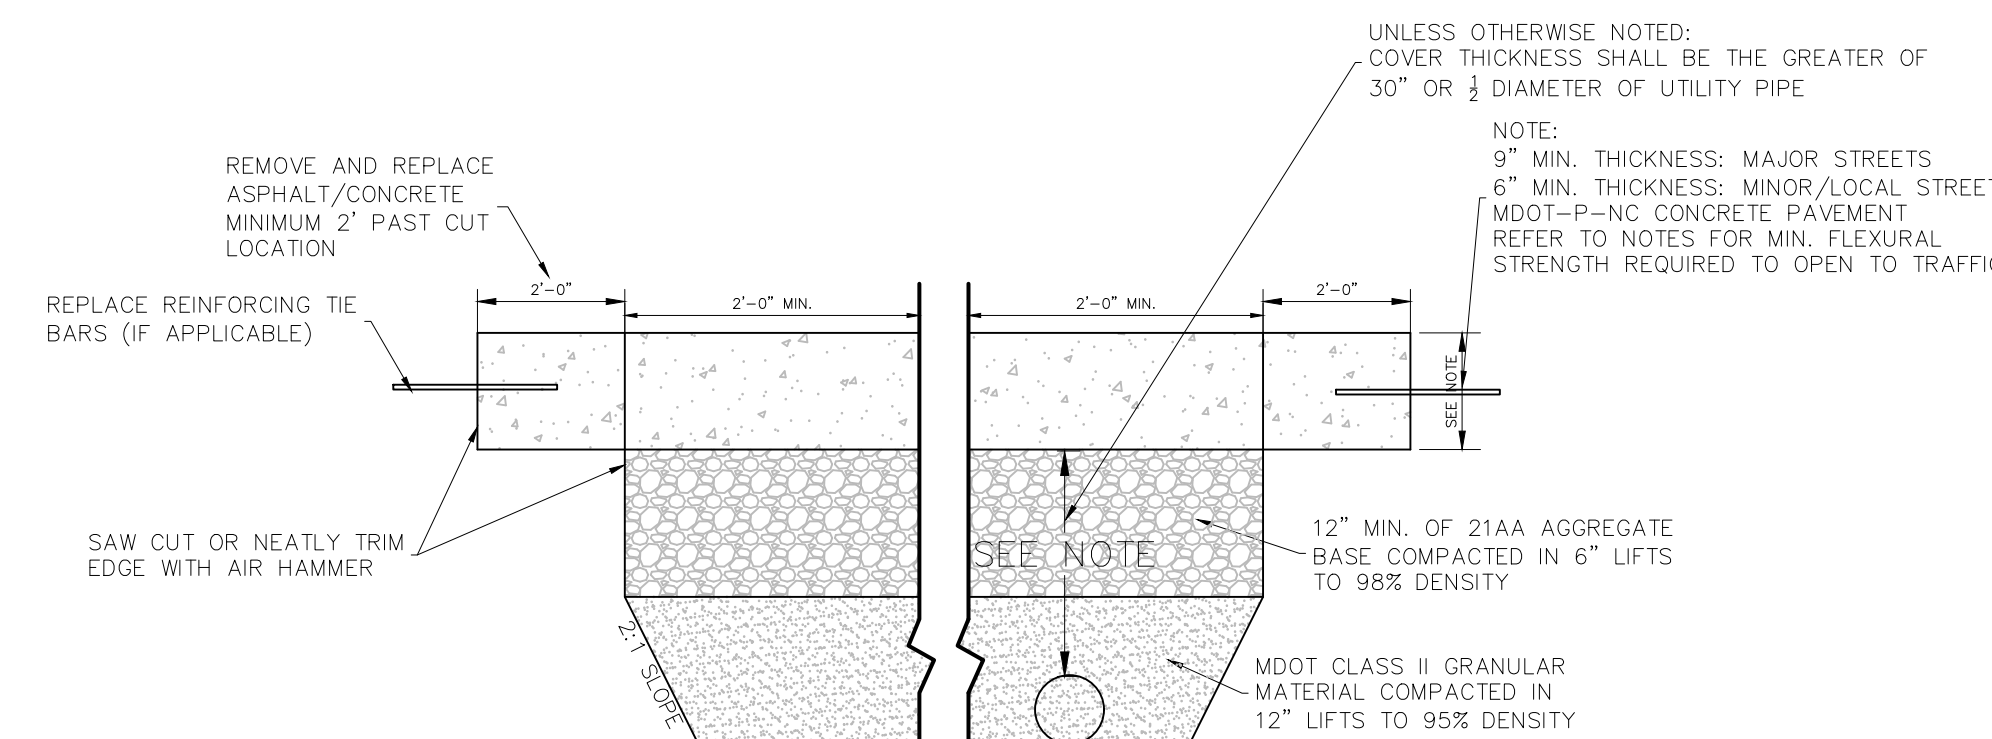 UNLESS OTHERWISE NOTED:
COVER THICKNESS SHALL BE THE GREATER OF
30” OR ½ DIAMETER OF UTILITY PIPE
NOTE:
9” MIN. THICKNESS: MAJOR STREETS
6” MIN. THICKNESS: MINOR/LOCAL STREET
MDOT–P–NC CONCRETE PAVEMENT
REFER TO NOTES FOR MIN. FLEXURAL
STRENGTH REQUIRED TO OPEN TO TRAFFIC
REMOVE AND REPLACE
ASPHALT/CONCRETE
MINIMUM 2’ PAST CUT
LOCATION
REPLACE REINFORCING TIE
BARS (IF APPLICABLE)
2’–0”
2’–0” MIN.
2’–0” MIN.
2’–0”
SEE NOTE
SAW CUT OR NEATLY TRIM
EDGE WITH AIR HAMMER
SEE NOTE
12” MIN. OF 21AA AGGREGATE
BASE COMPACTED IN 6” LIFTS
TO 98% DENSITY
2:1 SLOPE
MDOT CLASS II GRANULAR
MATERIAL COMPACTED IN
12” LIFTS TO 95% DENSITY